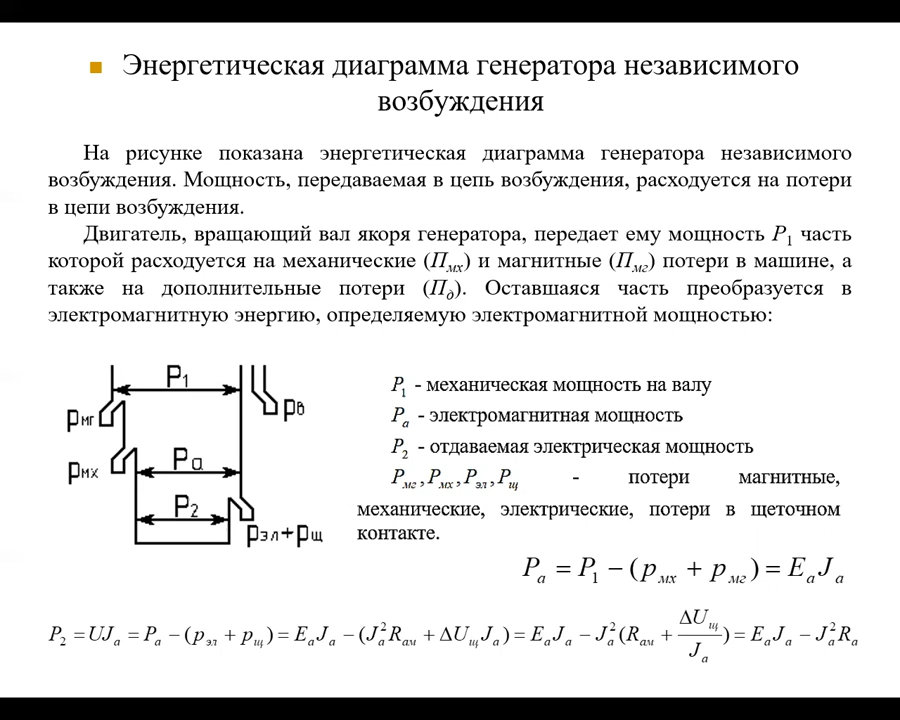 Энергетическая диаграмма генератора независимого
возбуждения
На рисунке показана энергетическая диаграмма генератора независимого
возбуждения. Мощность, передаваемая в цепь возбуждения, расходуется на потери
в цепи возбуждения.
Двигатель, вращающий вал якоря генератора, передает ему мощность P₁ часть
которой расходуется на механические (Пмх) и магнитные (Пмг) потери в машине, а
также на дополнительные потери (Пд). Оставшаяся часть преобразуется в
электромагнитную энергию, определяемую электромагнитной мощностью:
P1
pмг
pв
pмх
Pa
P2
pэл+pщ
P₁ - механическая мощность на валу
Pa - электромагнитная мощность
P₂ - отдаваемая электрическая мощность
Pмг, Pмх, Pэл, Pщ - потери магнитные,
механические, электрические, потери в щеточном
контакте.
Pa = P₁ − (pмх + pмг) = EaJa
P₂ = UJa = Pa − (pэл + pщ) = EaJa − (Ja²Rам + ΔUщJa) = EaJa − Ja²(Rам + ΔUщ/Ja) = EaJa − Ja²Ra